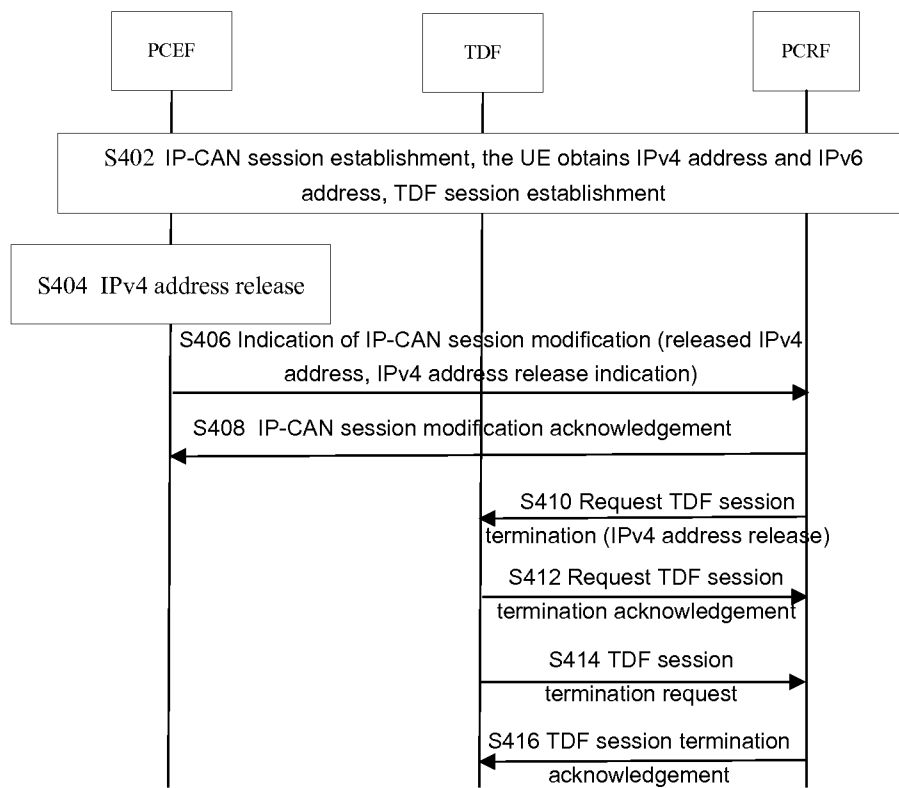 PCEF
TDF
PCRF
S402 IP-CAN session establishment, the UE obtains IPv4 address and IPv6
address, TDF session establishment
S404 IPv4 address release
S406 Indication of IP-CAN session modification (released IPv4
address, IPv4 address release indication)
S408 IP-CAN session modification acknowledgement
S410 Request TDF session
termination (IPv4 address release)
S412 Request TDF session
termination acknowledgement
S414 TDF session
termination request
S416 TDF session termination
acknowledgement